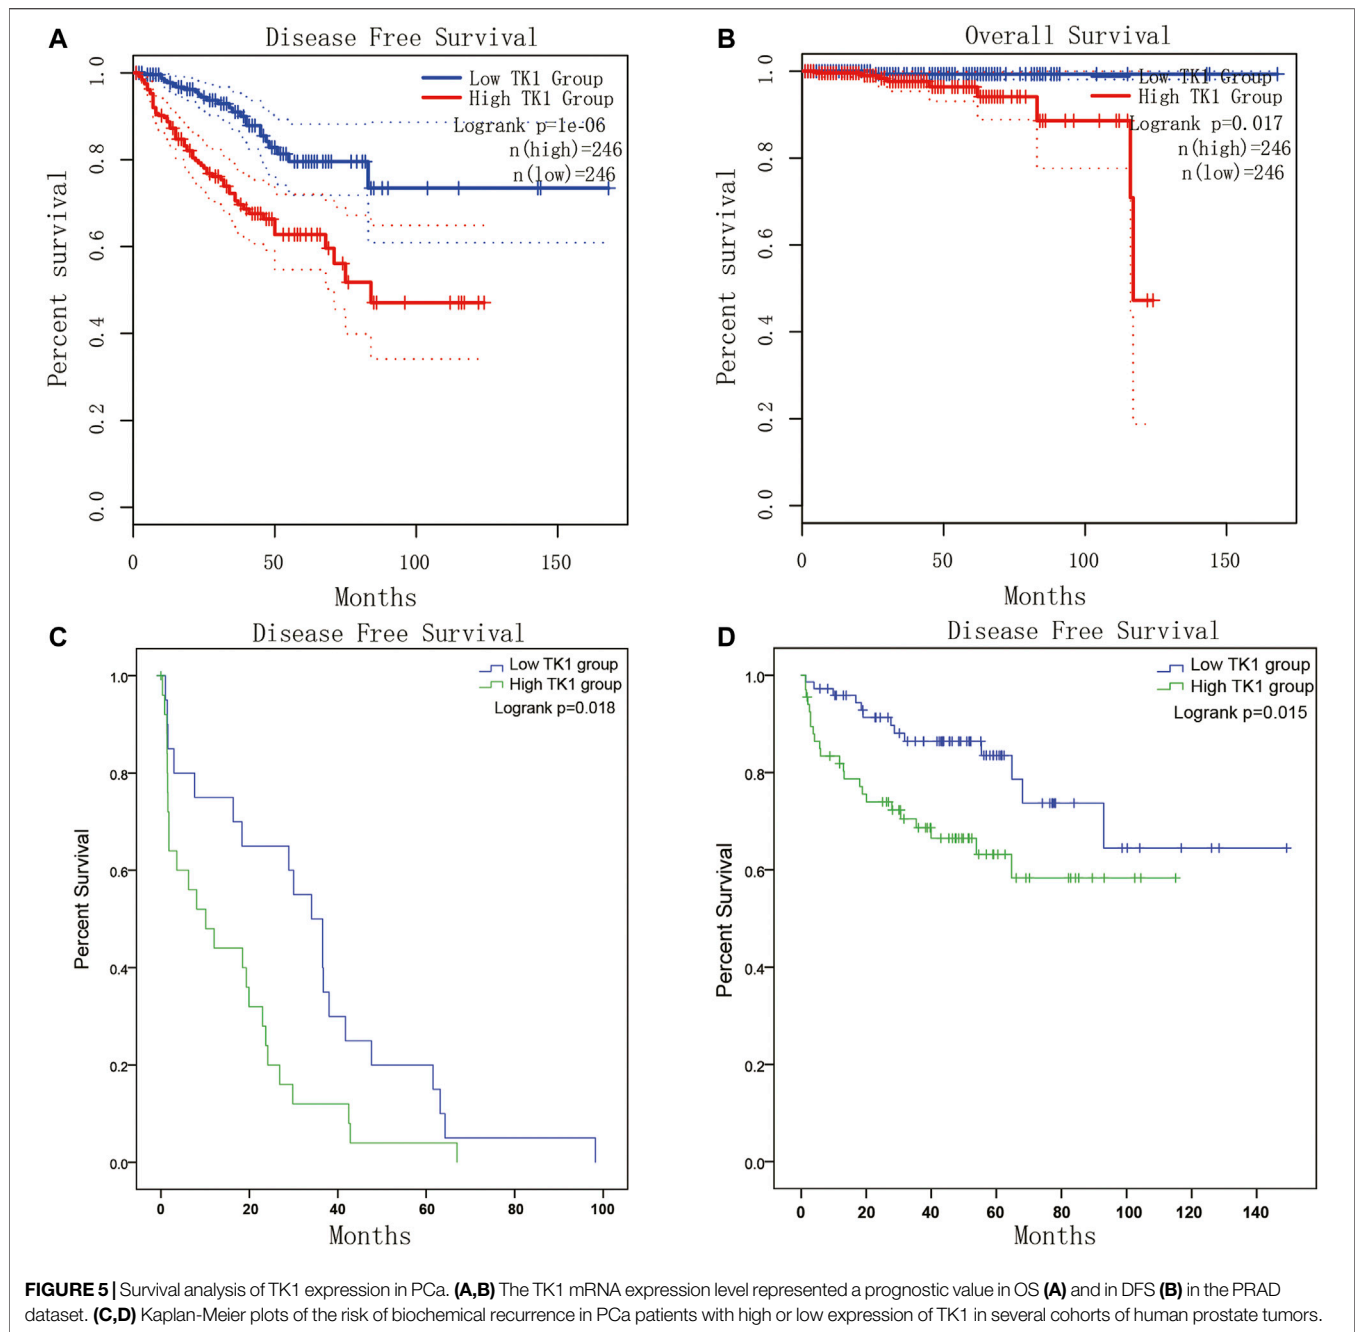 A
Disease Free Survival
Low TK1 Group
High TK1 Group
Logrank p=1e-06
n(high)=246
n(low)=246
Percent survival
1.0
0.8
0.6
0.4
0.2
0.0
0 50 100 150
Months
B
Overall Survival
Low TK1 Group
High TK1 Group
Logrank p=0.017
n(high)=246
n(low)=246
Percent survival
1.0
0.8
0.6
0.4
0.2
0.0
0 50 100 150
Months
C
Disease Free Survival
Low TK1 group
High TK1 group
Logrank p=0.018
Percent Survival
1.0
0.8
0.6
0.4
0.2
0.0
0 20 40 60 80 100
Months
D
Disease Free Survival
Low TK1 group
High TK1 group
Logrank p=0.015
Percent Survival
1.0
0.8
0.6
0.4
0.2
0.0
0 20 40 60 80 100 120 140
Months
FIGURE 5 | Survival analysis of TK1 expression in PCa. (A,B) The TK1 mRNA expression level represented a prognostic value in OS (A) and in DFS (B) in the PRAD
dataset. (C,D) Kaplan-Meier plots of the risk of biochemical recurrence in PCa patients with high or low expression of TK1 in several cohorts of human prostate tumors.